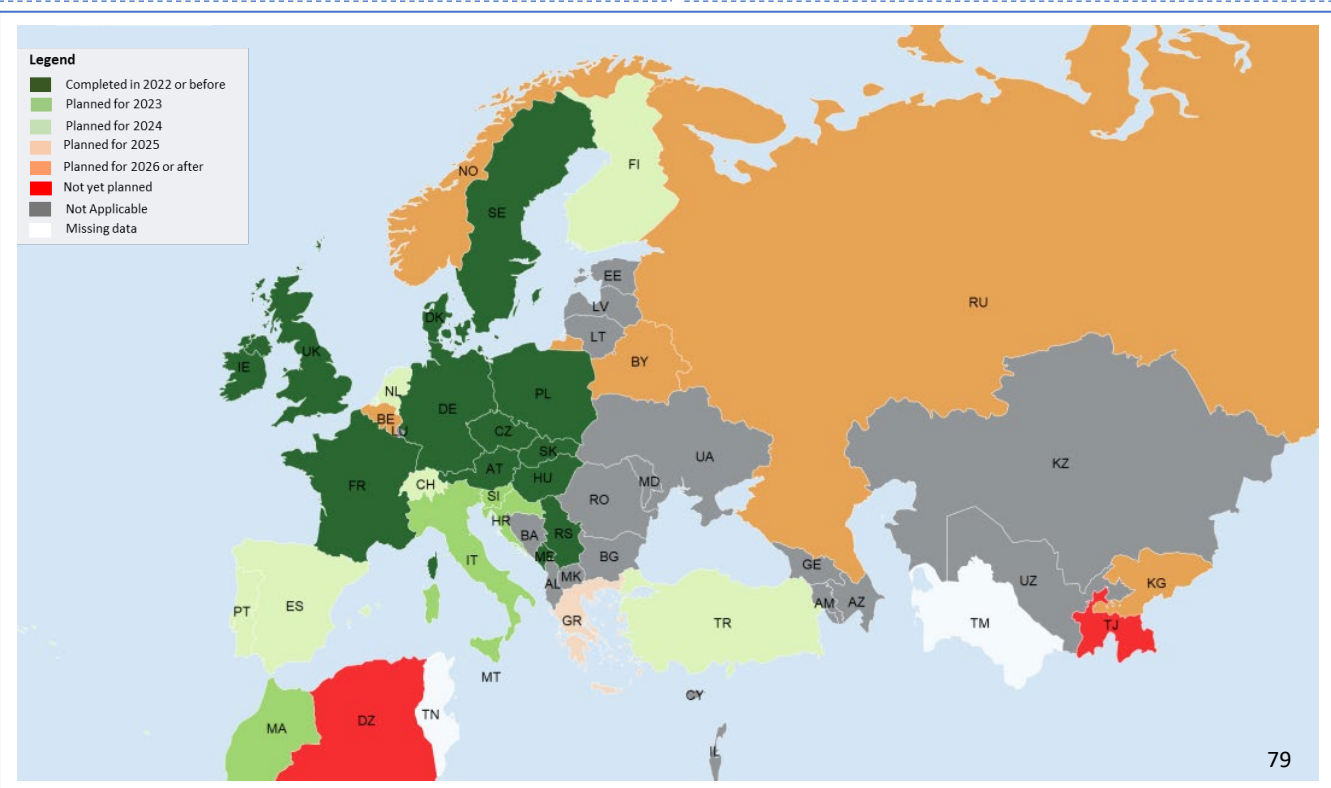 Legend
Completed in 2022 or before
Planned for 2023
Planned for 2024
Planned for 2025
Planned for 2026 or after
Not yet planned
Not Applicable
Missing data
NO
FI
SE
EE
RU
LV
DK
LT
UK
BY
IE
NL
PL
DE
BE
LU
CZ
SK
UA
KZ
AT
HU
FR
CH
MD
SI
RO
HR
BA
RS
ME
BG
IT
GE
MK
AL
UZ
KG
AM
AZ
PT
ES
GR
TR
TM
TJ
MT
CY
TN
DZ
MA
IL
79